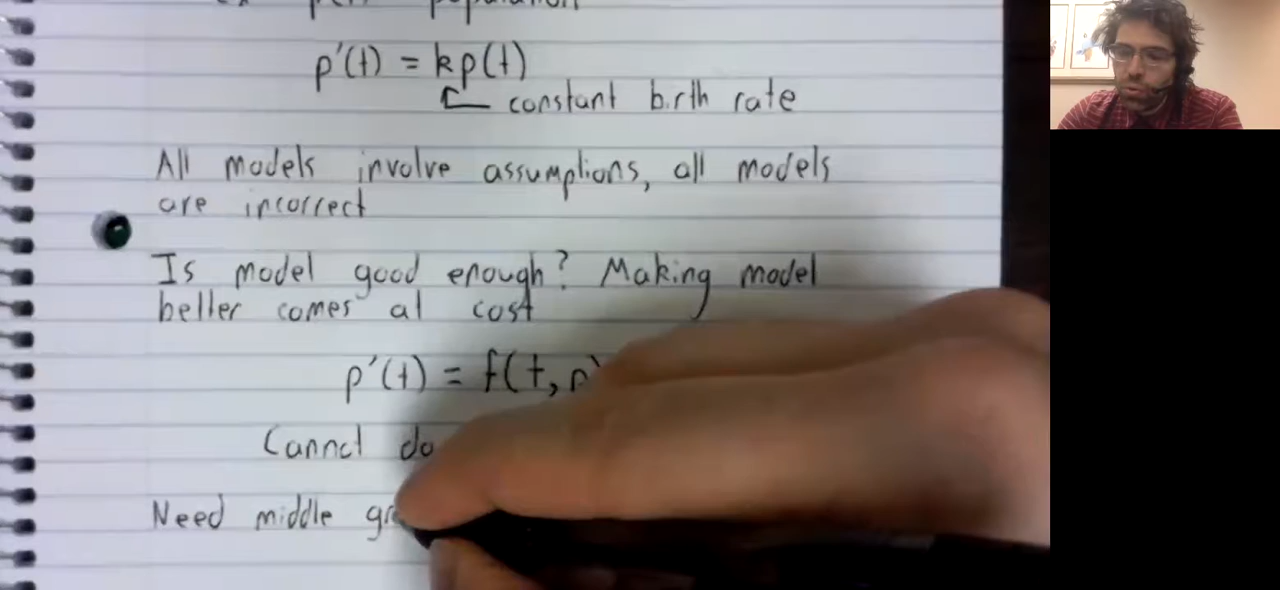 population
p'(t) = kp(t)
constant birth rate
All models involve assumptions, all models
are incorrect
Is model good enough? Making model
better comes at cost
p'(t) = f(t, p)
Cannot do
Need middle